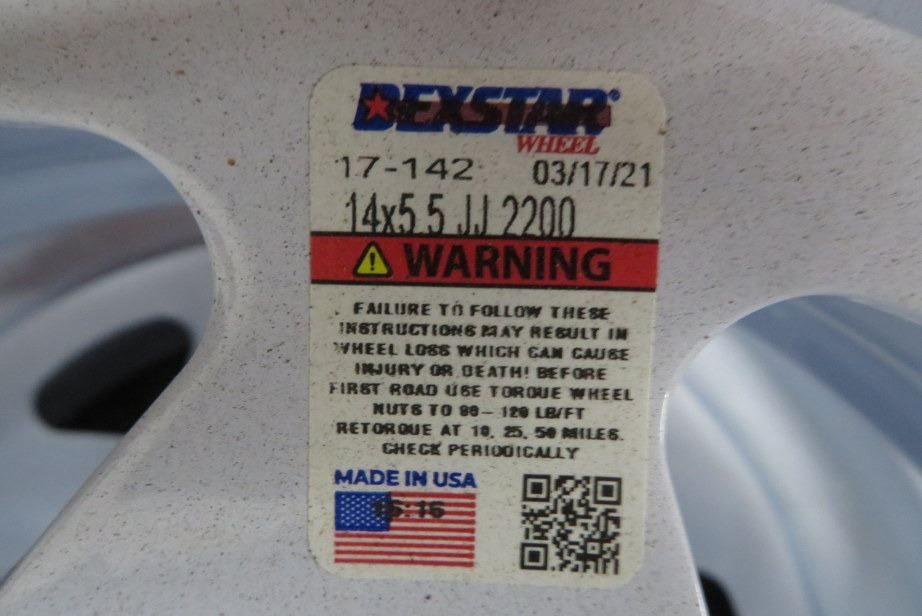 DEXSTAR®
WHEEL
17-142 03/17/21
14x5.5 JJ 2200
WARNING
FAILURE TO FOLLOW THESE
INSTRUCTIONS MAY RESULT IN
WHEEL LOSS WHICH CAN CAUSE
INJURY OR DEATH! BEFORE
FIRST ROAD USE TORQUE WHEEL
NUTS TO 90- 120 LB/FT
RETORQUE AT 10, 25, 50 MILES.
CHECK PERIODICALLY
MADE IN USA
:16